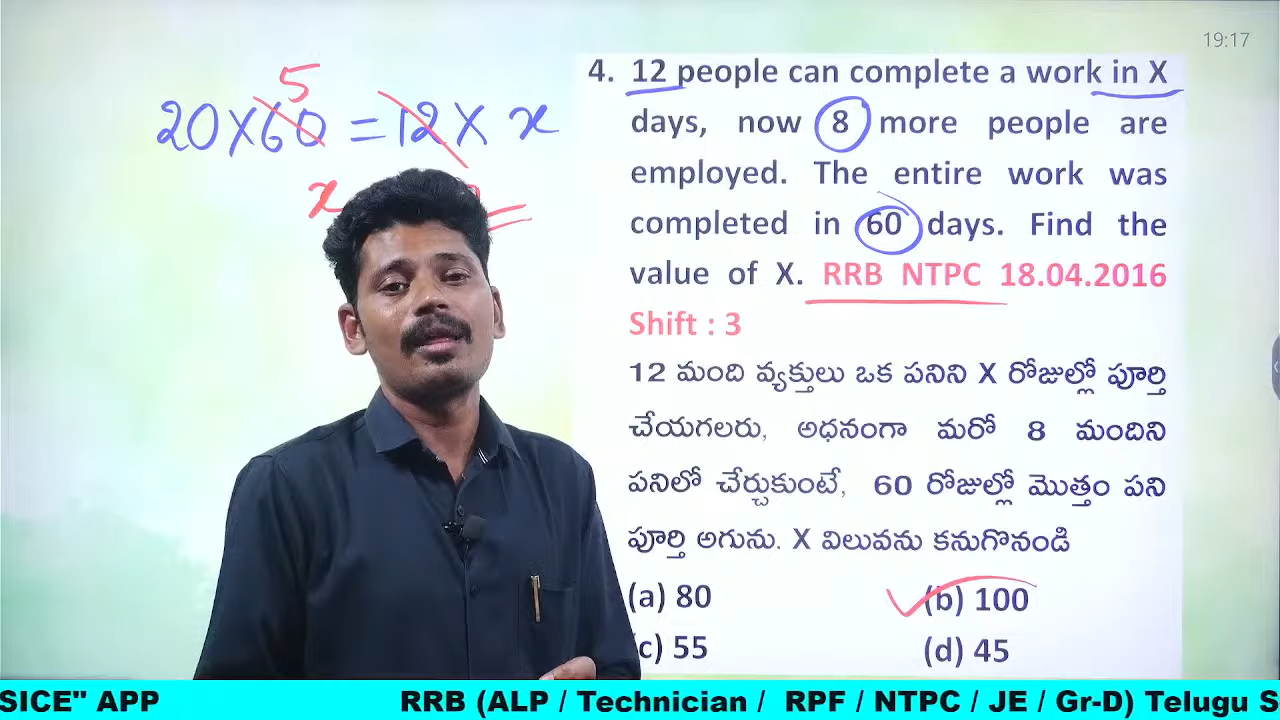 19:17
5
20 X 60 = 12 X x
x
4. 12 people can complete a work in X
days, now 8 more people are
employed. The entire work was
completed in 60 days. Find the
value of X. RRB NTPC 18.04.2016
Shift : 3
12 మంది వ్యక్తులు ఒక పనిని X రోజుల్లో పూర్తి
చేయగలరు, అధనంగా మరో 8 మందిని
పనిలో చేర్చుకుంటే, 60 రోజుల్లో మొత్తం పని
పూర్తి అగును. X విలువను కనుగొనండి
(a) 80 (b) 100
c) 55 (d) 45
SICE" APP RRB (ALP / Technician / RPF / NTPC / JE / Gr-D) Telugu S